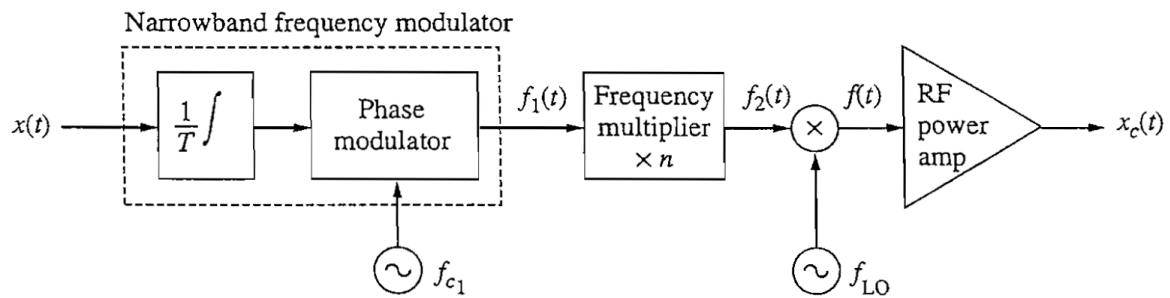 Narrowband frequency modulator
x(t)
1/T ∫
Phase
modulator
f₁(t)
Frequency
multiplier
× n
f₂(t)
×
f(t)
RF
power
amp
x_c(t)
f_c₁
f_LO